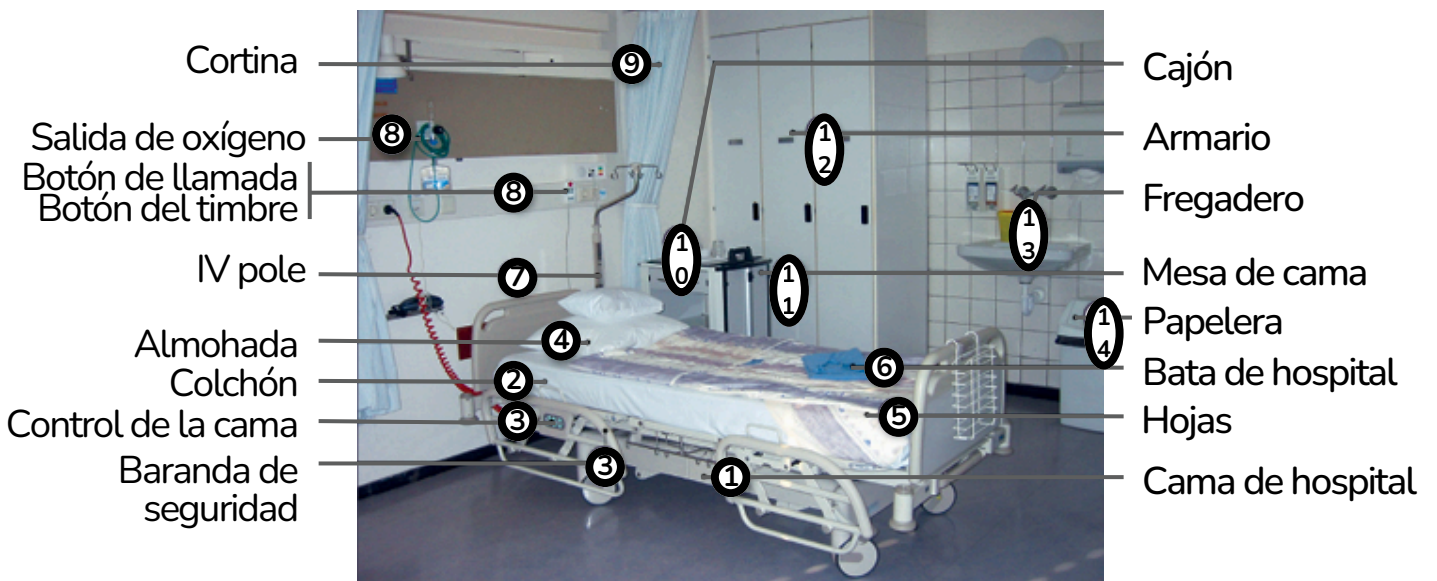 Cortina
Salida de oxígeno
Botón de llamada
Botón del timbre
IV pole
Almohada
Colchón
Control de la cama
Baranda de
seguridad
9
8
8
7
4
2
3
3
1
10
11
12
13
14
6
5
Cajón
Armario
Fregadero
Mesa de cama
Papelera
Bata de hospital
Hojas
Cama de hospital